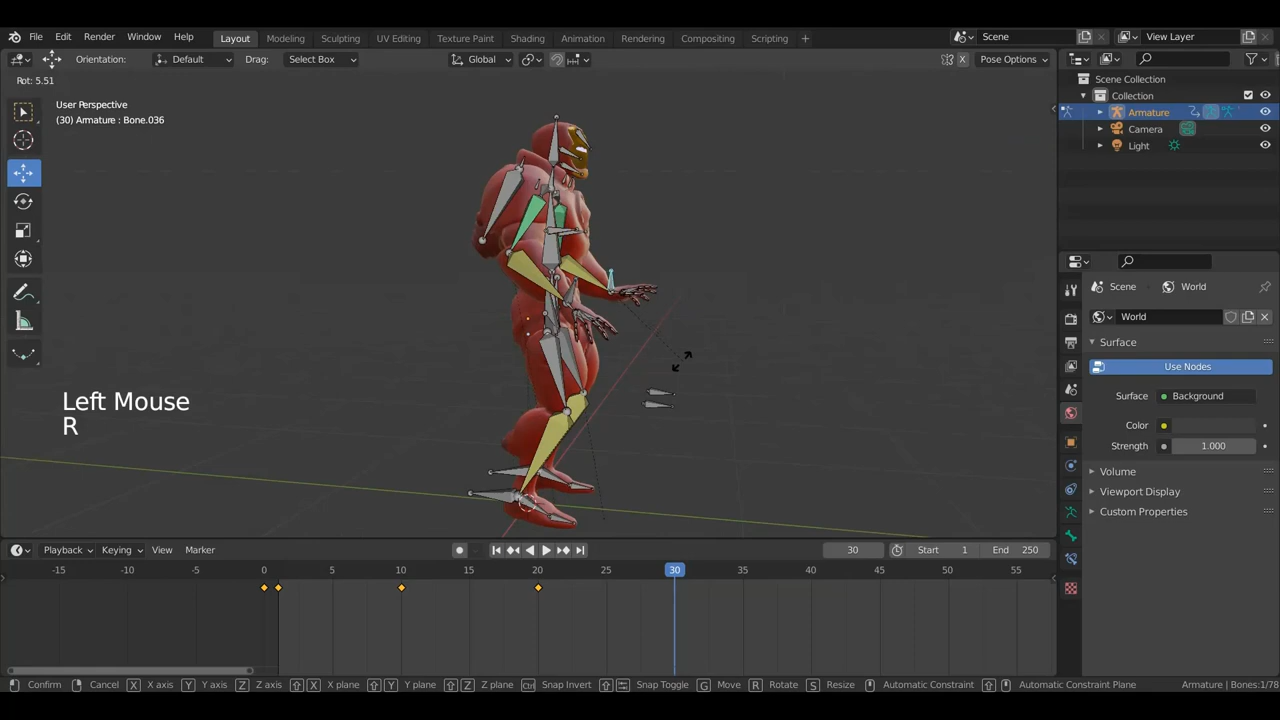 File Edit Render Window Help Layout Modeling Sculpting UV Editing Texture Paint Shading Animation Rendering Compositing Scripting + Scene View Layer
Orientation: Default Drag: Select Box Global X Pose Options
Rot: 5.51
User Perspective
(30) Armature : Bone.036
Left Mouse
R
Scene Collection
Collection
Armature
Camera
Light
Scene World
World
Surface
Use Nodes
Surface Background
Color
Strength 1.000
Volume
Viewport Display
Custom Properties
Playback Keying View Marker 30 Start 1 End 250
-15 -10 -5 0 5 10 15 20 25 30 35 40 45 50 55
Confirm Cancel X X axis Y Y axis Z Z axis X X plane Y Y plane Z Z plane Ctrl Snap Invert Snap Toggle G Move R Rotate S Resize Automatic Constraint Automatic Constraint Plane Armature | Bones:1/78